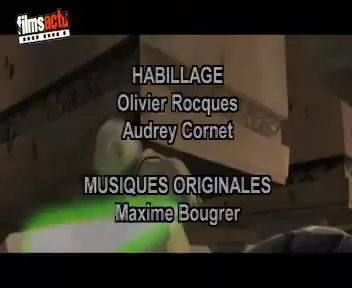 filmsactu
HABILLAGE
Olivier Rocques
Audrey Cornet
MUSIQUES ORIGINALES
Maxime Bougrer